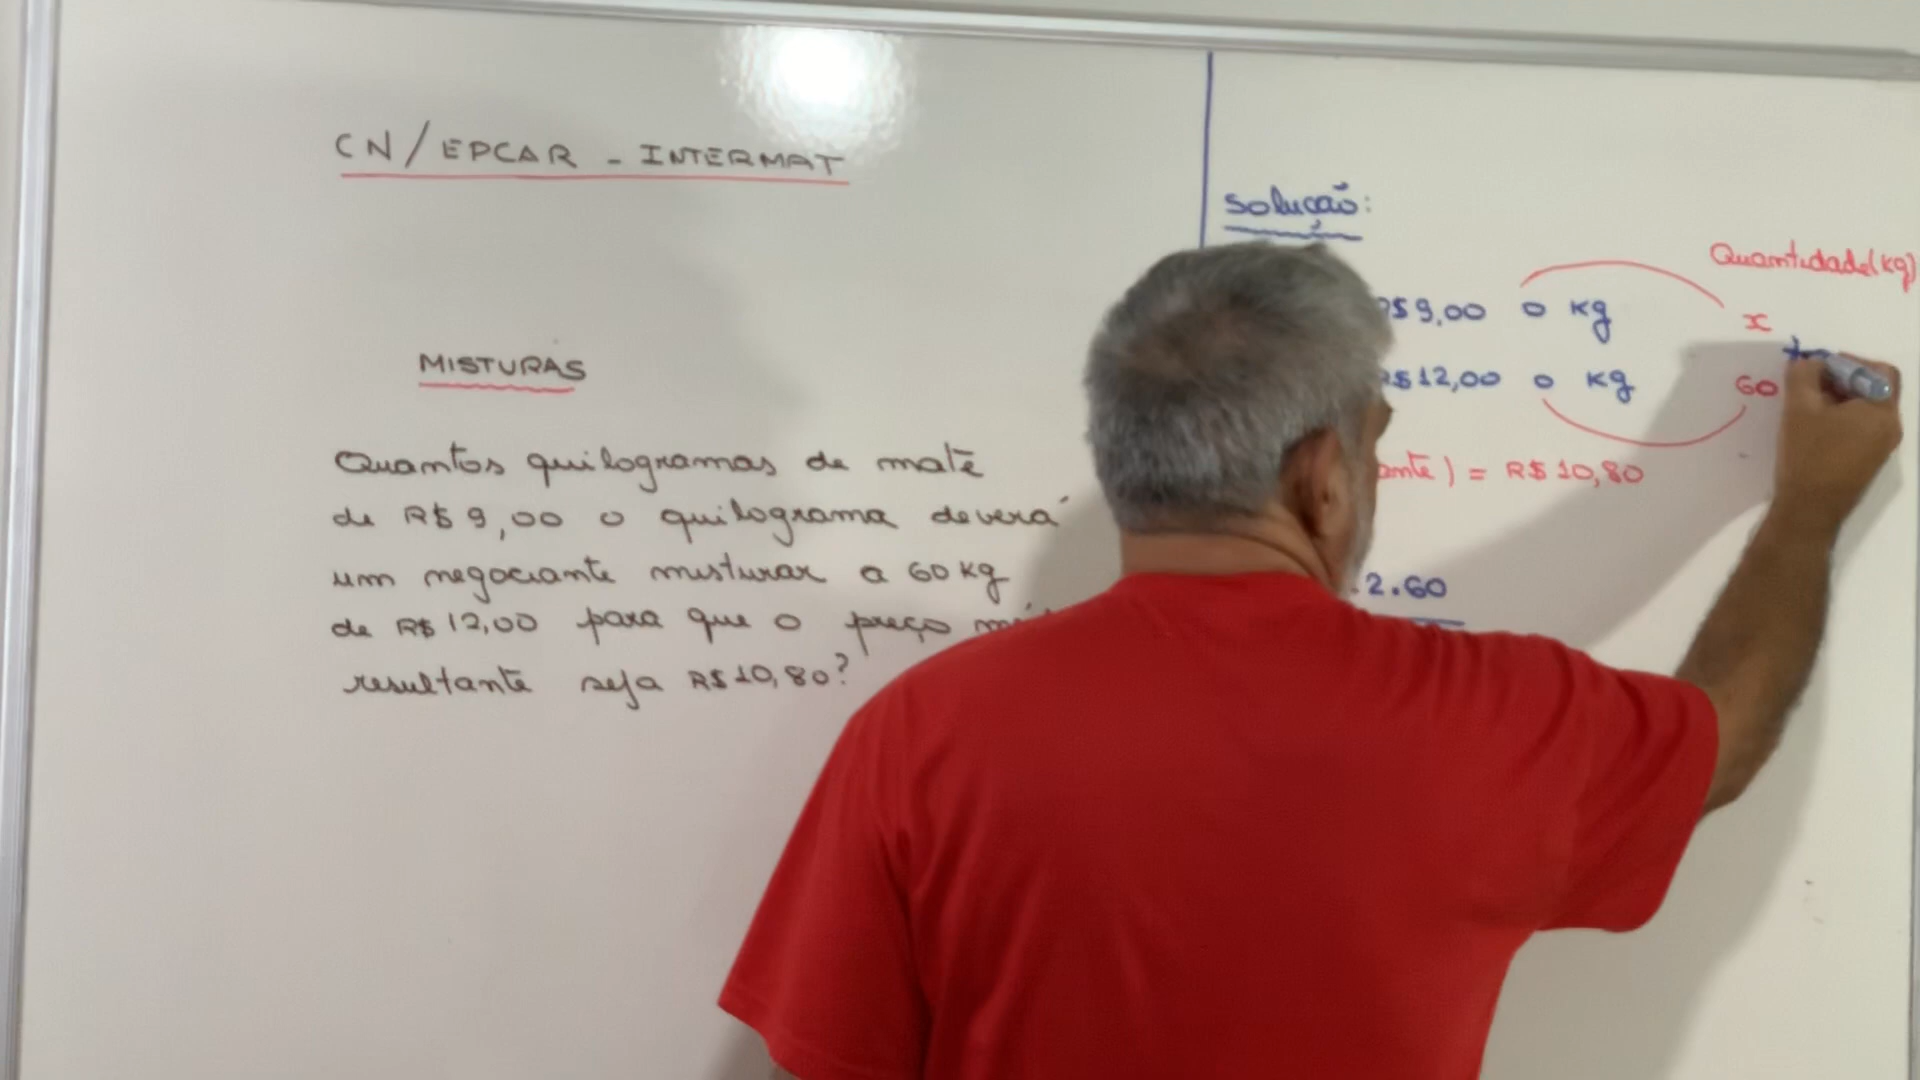 CN/EPCAR - INTERMAT
MISTURAS
Quantos quilogramas de mate
de R$ 9,00 o quilograma deverá
um negociante misturar a 60 kg
de R$ 12,00 para que o preço
resultante seja R$ 10,80?
Solução:
Quantidade (kg)
R$ 9,00 o kg x
R$ 12,00 o kg 60
ante) = R$ 10,80
2.60